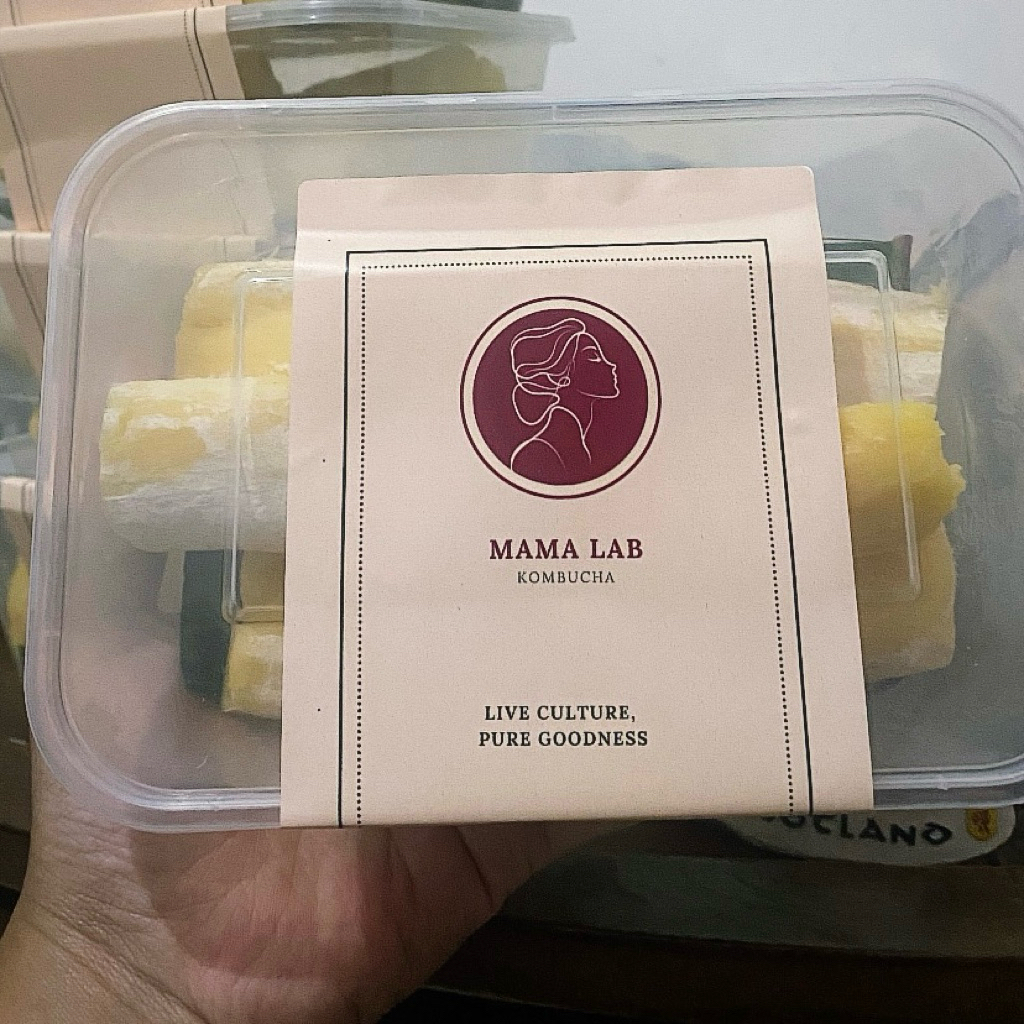 MAMA LAB
KOMBUCHA
LIVE CULTURE,
PURE GOODNESS